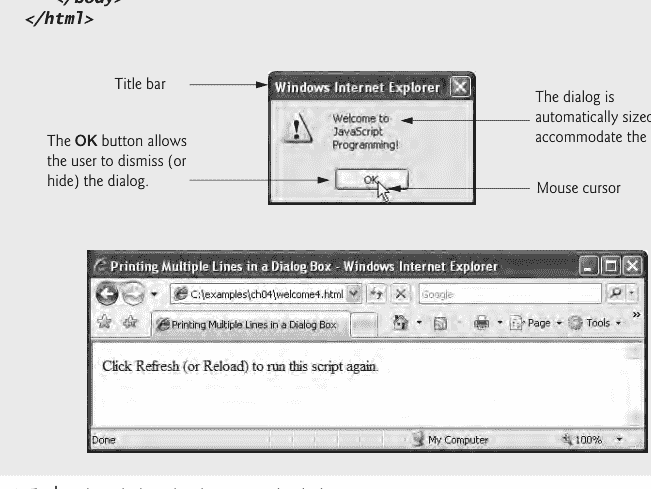 </body>
</html>
Title bar
Windows Internet Explorer
The OK button allows
the user to dismiss (or
hide) the dialog.
Welcome to
JavaScript
Programming!
OK
The dialog is
automatically sized
accommodate the
Mouse cursor
Printing Multiple Lines in a Dialog Box - Windows Internet Explorer
C:\examples\ch04\welcome4.html
Google
Printing Multiple Lines in a Dialog Box
Page
Tools
Click Refresh (or Reload) to run this script again.
Done
My Computer
100%